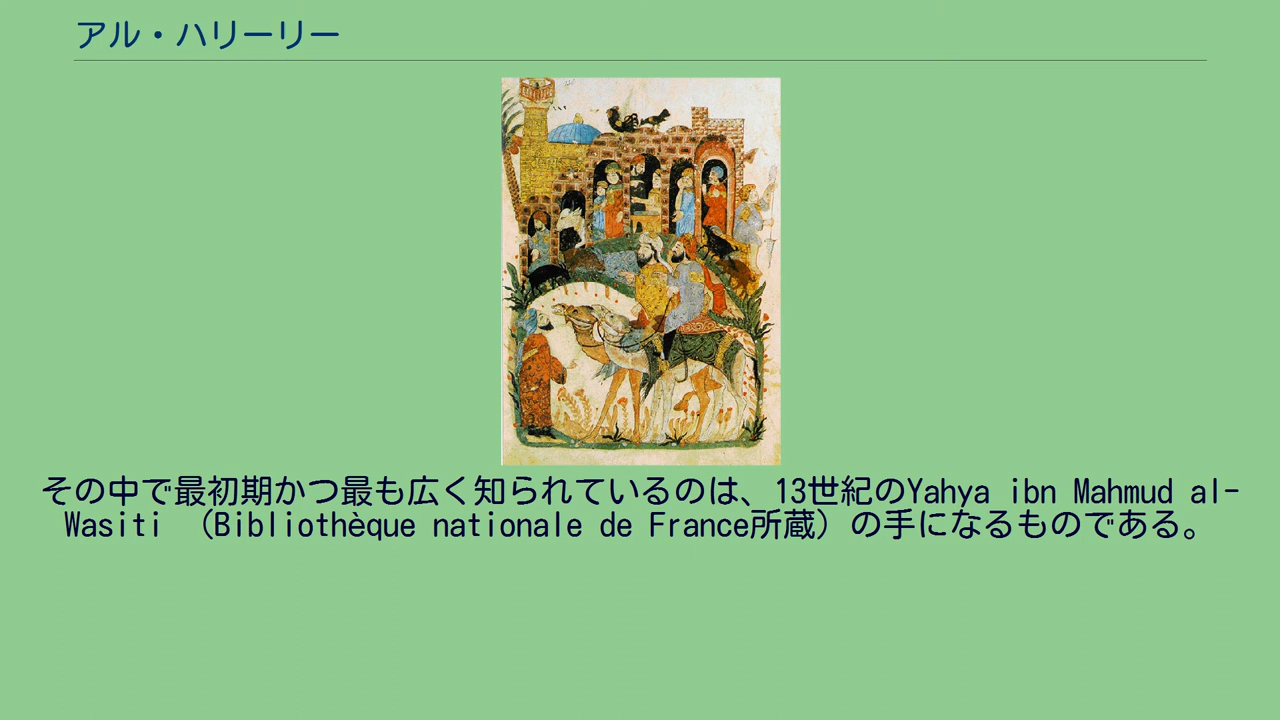 アル・ハリーリー
その中で最初期かつ最も広く知られているのは、13世紀のYahya ibn Mahmud al-
Wasiti （Bibliothèque nationale de France所蔵）の手になるものである。